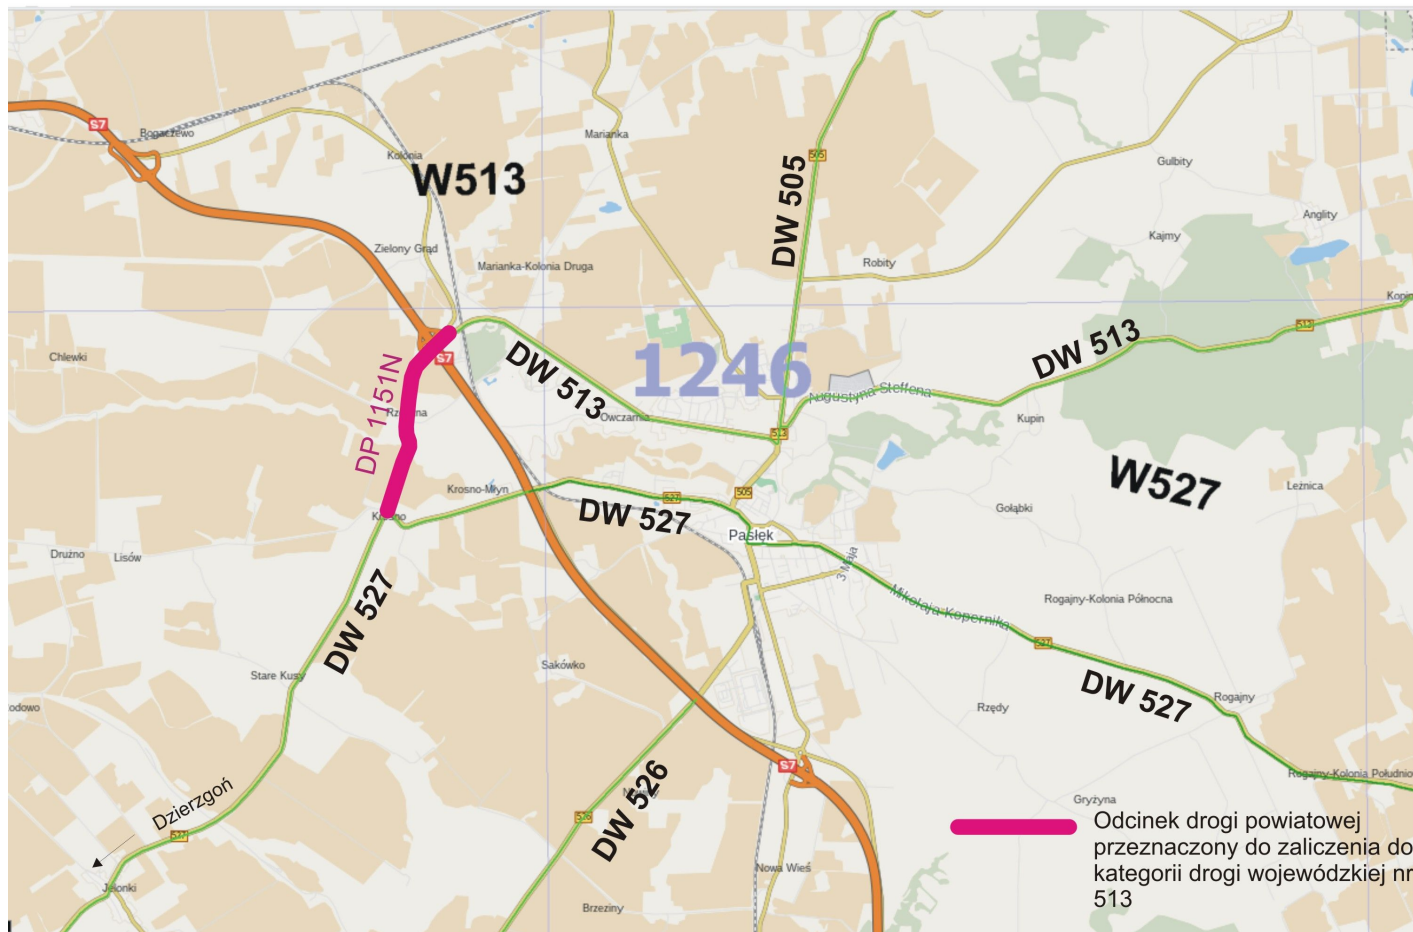 S7
Bogaczewo
Marianka
505
Kolonia
W513
DW 505
Gulbity
Anglity
Kajmy
Zielony Grąd
Marianka-Kolonia Druga
Robity
513
Chlewki
S7
DP 1151N
DW 513
1246
DW 513
Augustyna Steffena
Owczarnia
Kupin
513
W527
Krosno-Młyn
527
505
Leźnica
Gołąbki
Krosno
DW 527
Pasłęk
Drużno
Lisów
3 Maja
Mikołaja Kopernika
Rogajny-Kolonia Północna
DW 527
527
Sakówko
Stare Kusy
DW 527
Rogajny
Rzędy
S7
Rogajny-Kolonia Południo
Dzierzgoń
527
DW 526
526
Gryżyna
Odcinek drogi powiatowej
przeznaczony do zaliczenia do
kategorii drogi wojewódzkiej nr
513
Nowa Wieś
Jelonki
Brzeziny